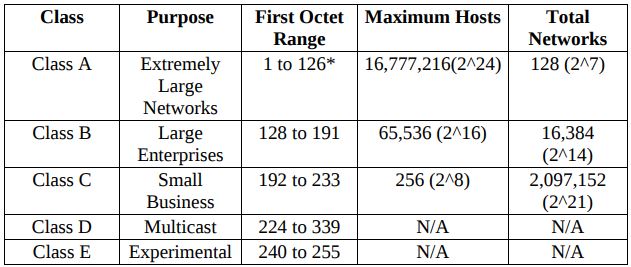 Class Purpose First Octet Range Maximum Hosts Total Networks
Class A Extremely Large Networks 1 to 126* 16,777,216(2^24) 128 (2^7)
Class B Large Enterprises 128 to 191 65,536 (2^16) 16,384 (2^14)
Class C Small Business 192 to 233 256 (2^8) 2,097,152 (2^21)
Class D Multicast 224 to 339 N/A N/A
Class E Experimental 240 to 255 N/A N/A